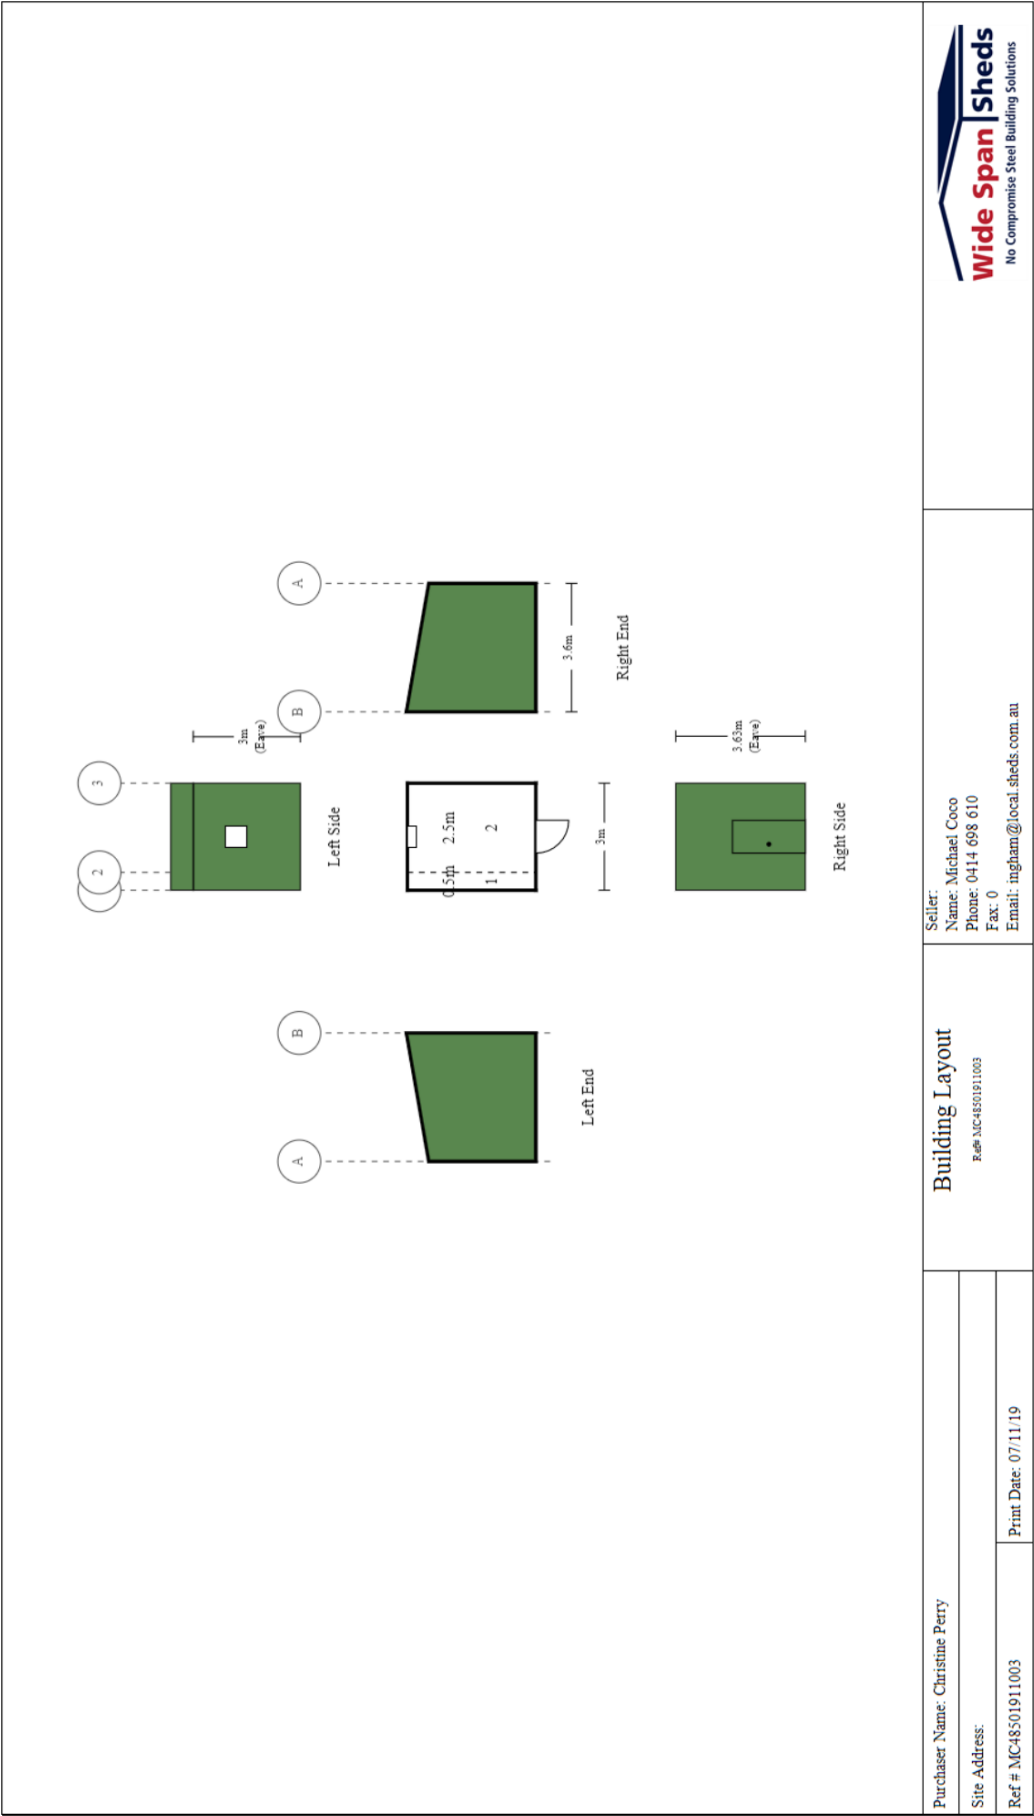 3
2
Left Side
3m
(Eave)
A
B
B
A
0.5m 2.5m
1 2
3m
3.6m
Left End
Right End
3.63m
(Eave)
Right Side
Purchaser Name: Christine Perry
Site Address:
Ref # MC48501911003
Print Date: 07/11/19
Building Layout
Ref# MC48501911003
Seller:
Name: Michael Coco
Phone: 0414 698 610
Fax: 0
Email: ingham@local.sheds.com.au
Wide Span Sheds
No Compromise Steel Building Solutions